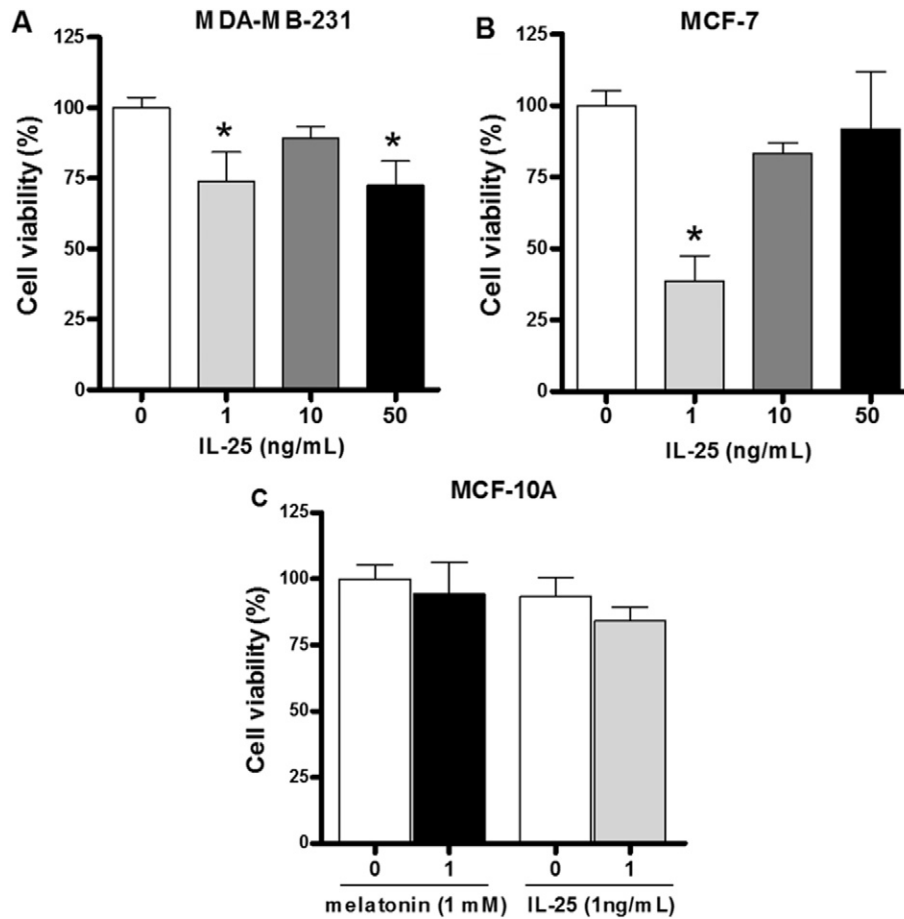 A
MDA-MB-231
125
100
75
50
25
0
Cell viability (%)
*
*
0 1 10 50
IL-25 (ng/mL)
B
MCF-7
125
100
75
50
25
0
Cell viability (%)
*
0 1 10 50
IL-25 (ng/mL)
C
MCF-10A
125
100
75
50
25
0
Cell viability (%)
0 1 0 1
melatonin (1 mM) IL-25 (1ng/mL)